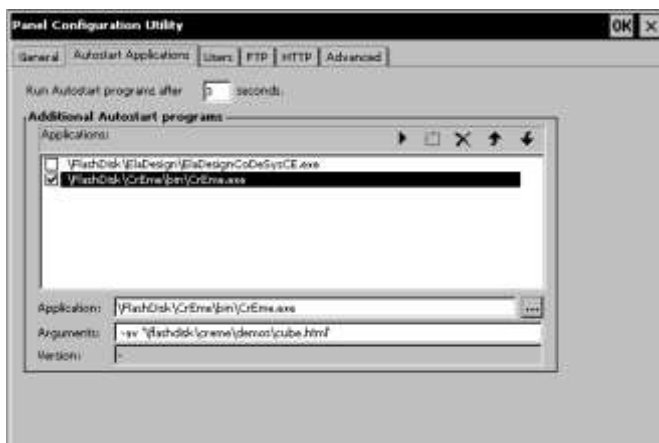 Panel Configuration Utility OK ×
General Autostart Applications Users FTP HTTP Advanced
Run Autostart programs after 3 seconds.
Additional Autostart programs
Applications:
\FlashDisk\ElaDesign\ElaDesignCoDeSysCE.exe
\FlashDisk\CrEme\bin\CrEme.exe
Application: \FlashDisk\CrEme\bin\CrEme.exe ...
Arguments: -av "\flashdisk\creme\demos\cube.html"
Version: -